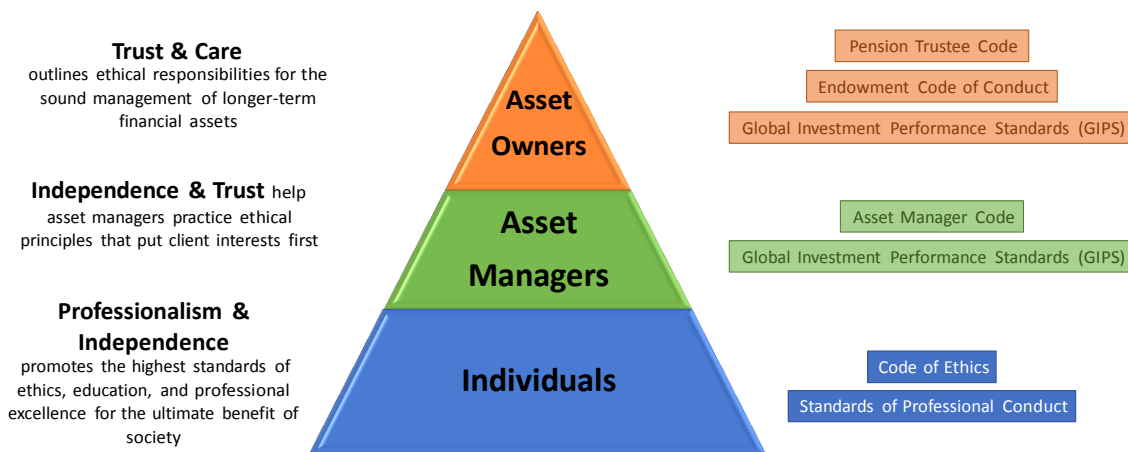 Trust & Care
outlines ethical responsibilities for the
sound management of longer-term
financial assets
Asset
Owners
Pension Trustee Code
Endowment Code of Conduct
Global Investment Performance Standards (GIPS)
Independence & Trust help
asset managers practice ethical
principles that put client interests first
Asset
Managers
Asset Manager Code
Global Investment Performance Standards (GIPS)
Professionalism &
Independence
promotes the highest standards of
ethics, education, and professional
excellence for the ultimate benefit of
society
Individuals
Code of Ethics
Standards of Professional Conduct